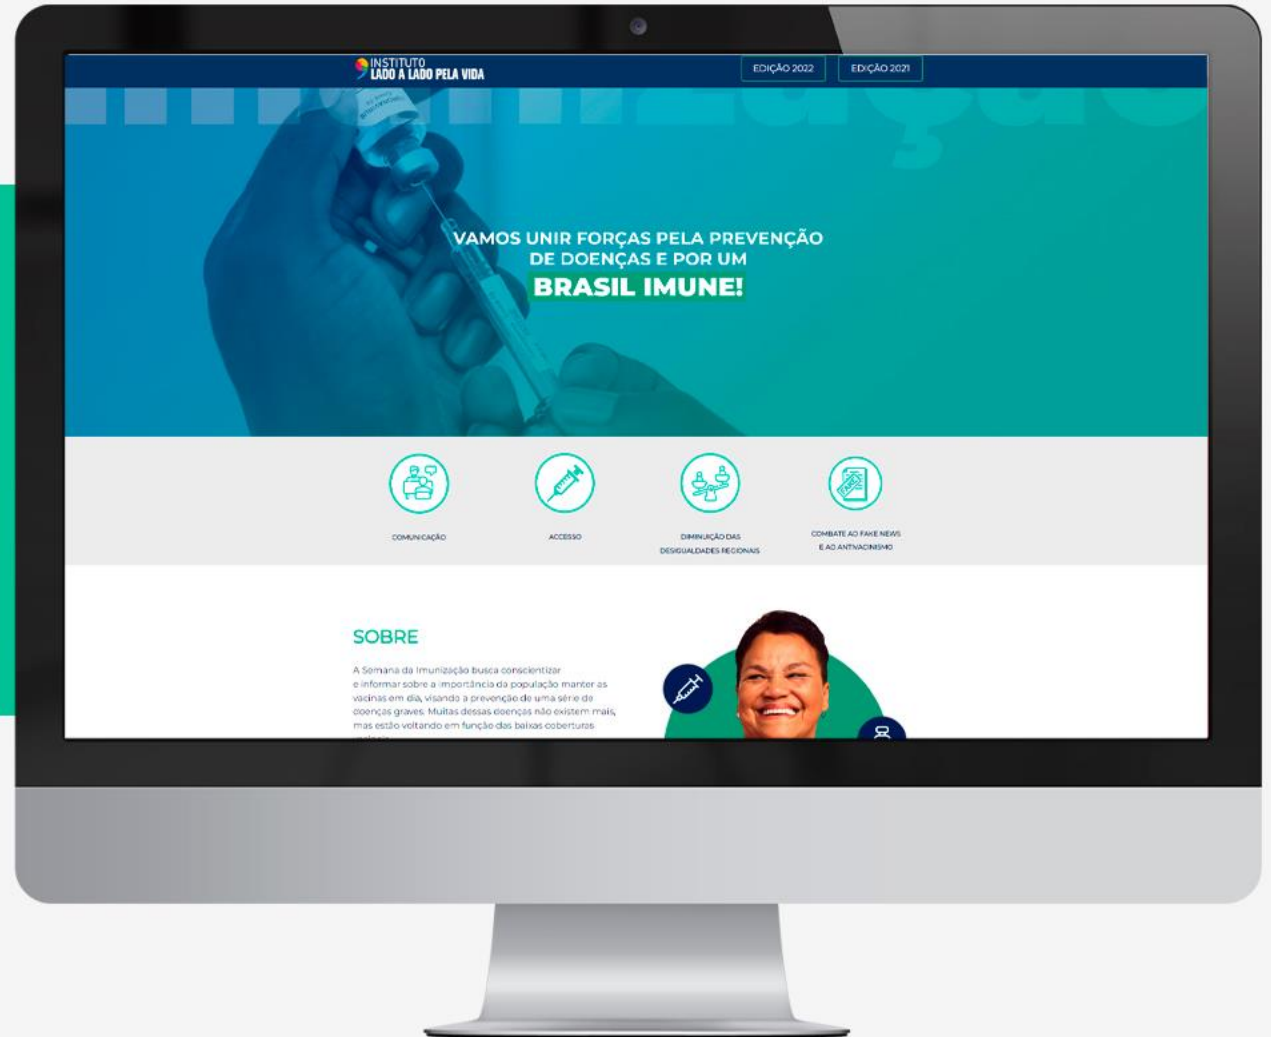 INSTITUTO
LADO A LADO PELA VIDA
EDIÇÃO 2022
EDIÇÃO 2021
VAMOS UNIR FORÇAS PELA PREVENÇÃO
DE DOENÇAS E POR UM
BRASIL IMUNE!
COMUNICAÇÃO
ACCESSO
DIMINUIÇÃO DAS
DESIGUALDADES REGIONAIS
FAKE
COMBATE AO FAKE NEWS
E AO ANTIVACINISMO
SOBRE
A Semana da Imunização busca conscientizar
e informar sobre a importância da população manter as
vacinas em dia, visando a prevenção de uma série de
doenças graves. Muitas dessas doenças não existem mais,
mas estão voltando em função das baixas coberturas